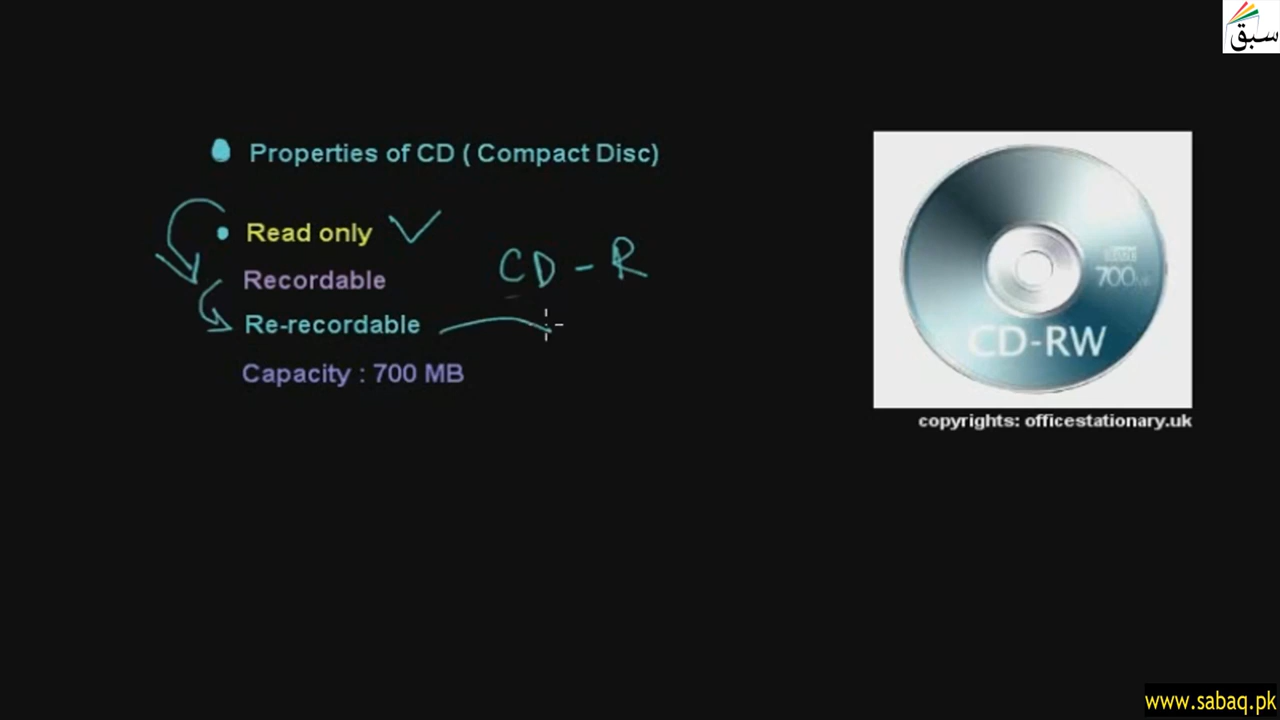 سبق
Properties of CD ( Compact Disc)
Read only
Recordable
CD - R
Re-recordable
Capacity : 700 MB
700
CD-RW
copyrights: officestationary.uk
www.sabaq.pk